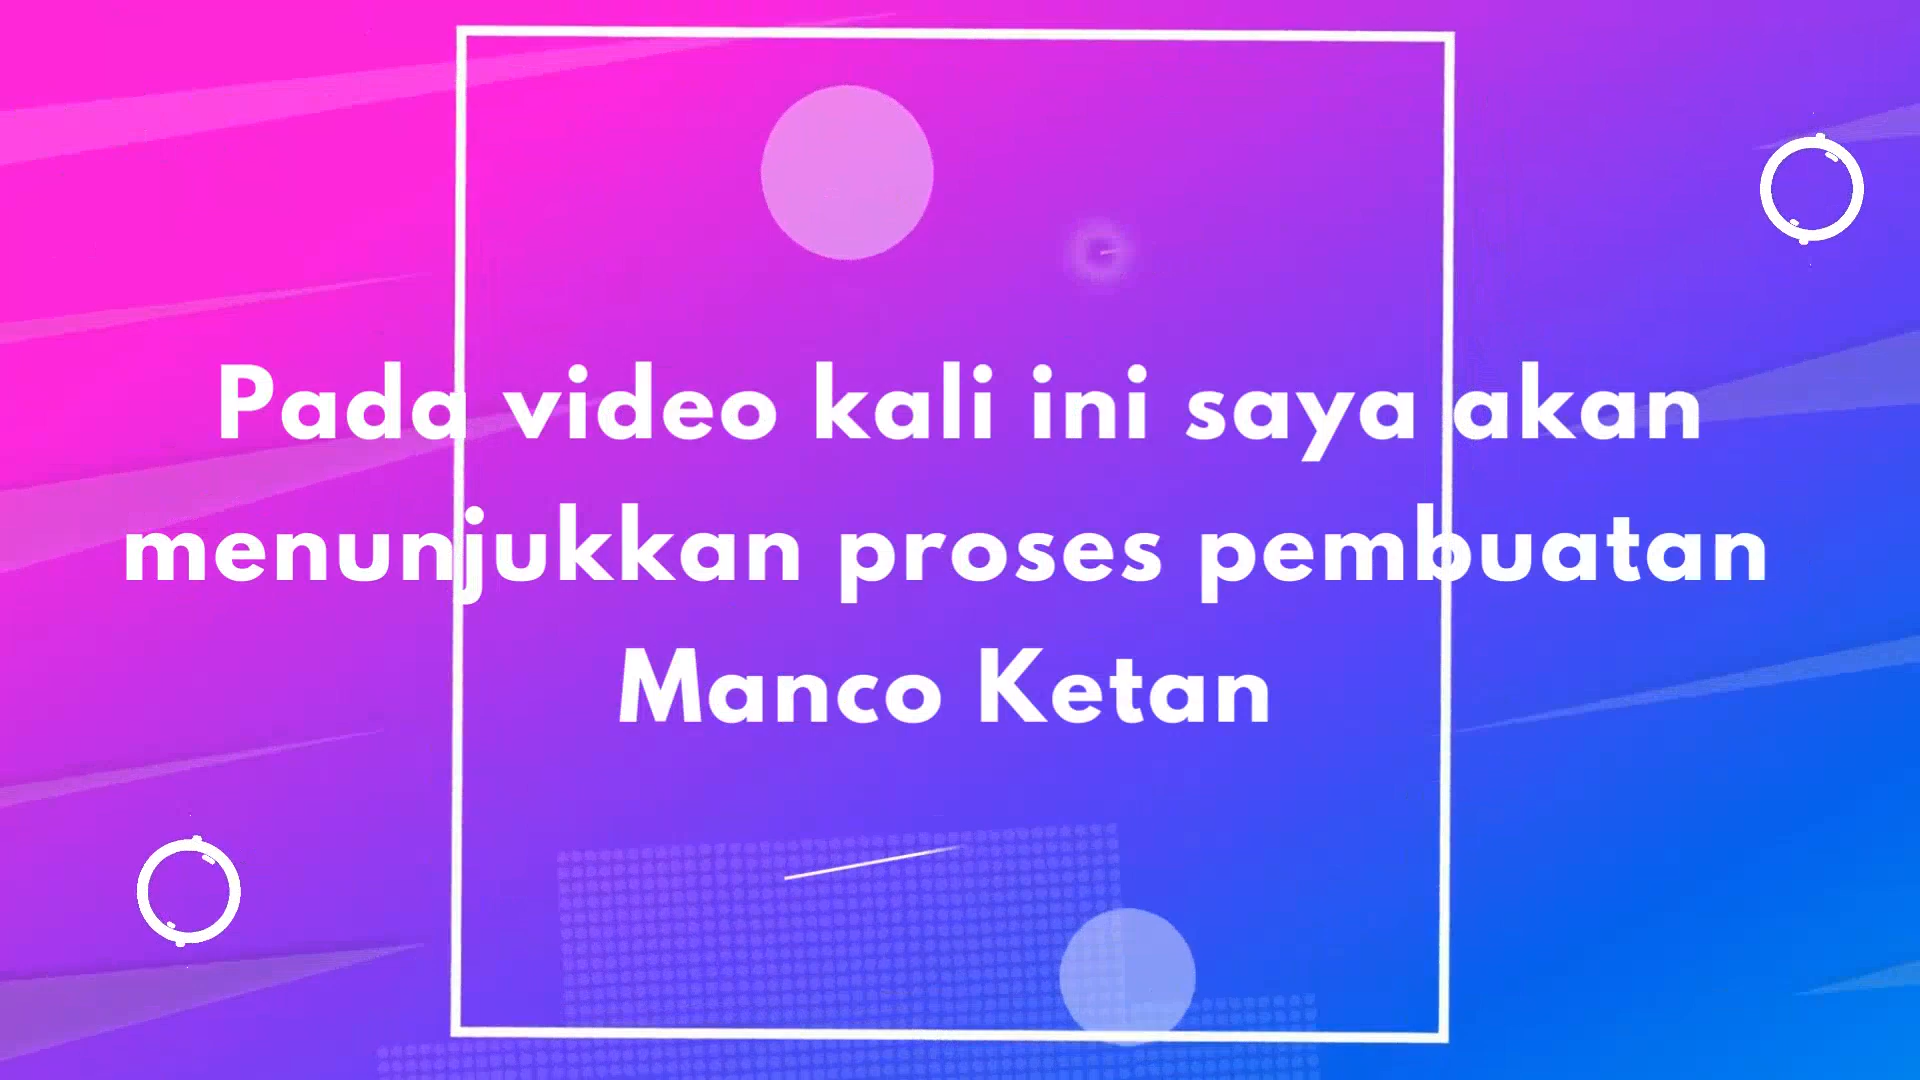 Pada video kali ini saya akan
menunjukkan proses pembuatan
Manco Ketan